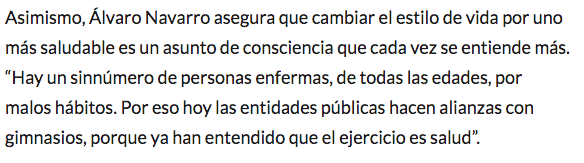 Asimismo, Álvaro Navarro asegura que cambiar el estilo de vida por uno
más saludable es un asunto de consciencia que cada vez se entiende más.
“Hay un sinnúmero de personas enfermas, de todas las edades, por
malos hábitos. Por eso hoy las entidades públicas hacen alianzas con
gimnasios, porque ya han entendido que el ejercicio es salud”.